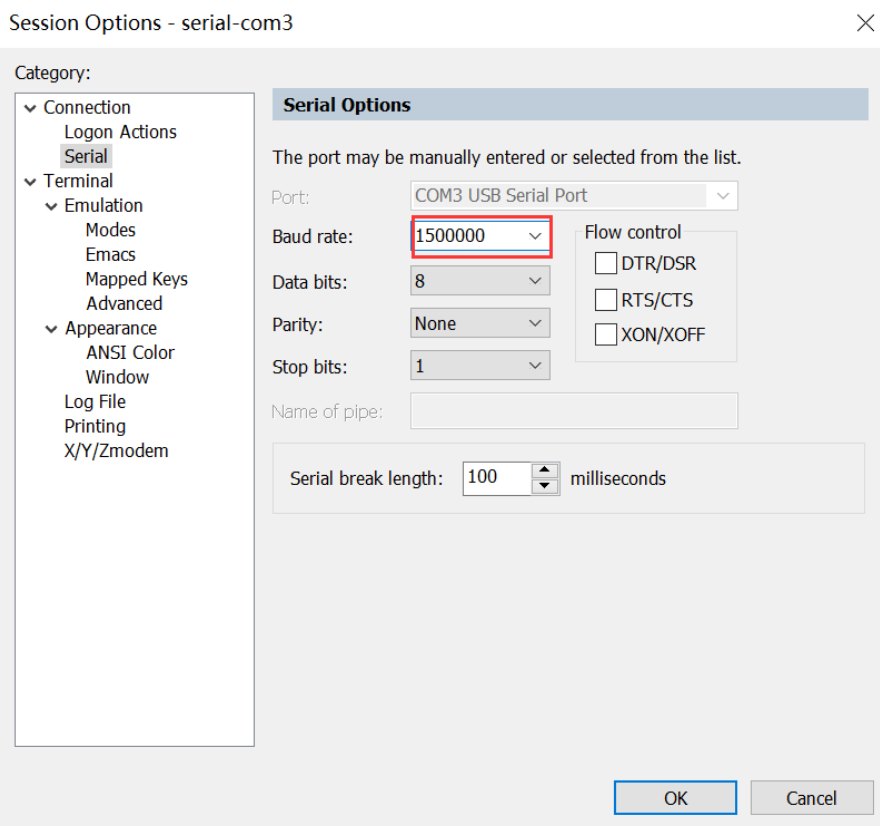 Session Options - serial-com3
Category:
Connection
Logon Actions
Serial
Terminal
Emulation
Modes
Emacs
Mapped Keys
Advanced
Appearance
ANSI Color
Window
Log File
Printing
X/Y/Zmodem
Serial Options
The port may be manually entered or selected from the list.
Port: COM3 USB Serial Port
Baud rate: 1500000
Data bits: 8
Parity: None
Stop bits: 1
Name of pipe:
Flow control
DTR/DSR
RTS/CTS
XON/XOFF
Serial break length: 100 milliseconds
OK Cancel